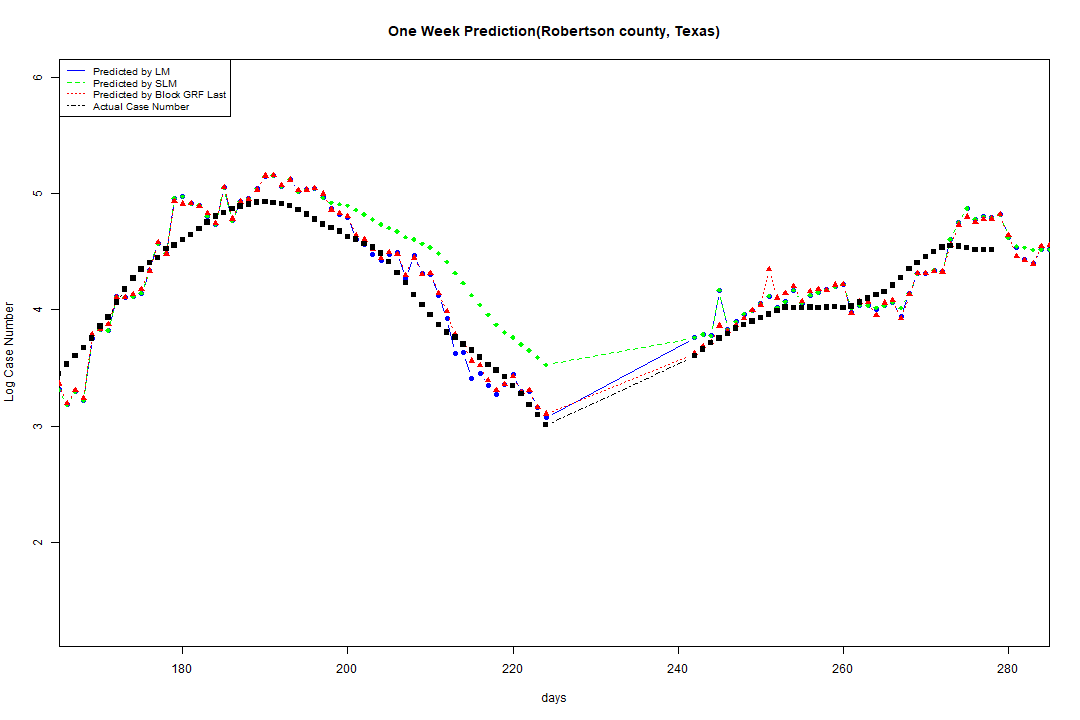 One Week Prediction(Robertson county, Texas)
Predicted by LM
Predicted by SLM
Predicted by Block GRF Last
Actual Case Number
6
5
4
3
2
Log Case Number
180 200 220 240 260 280
days